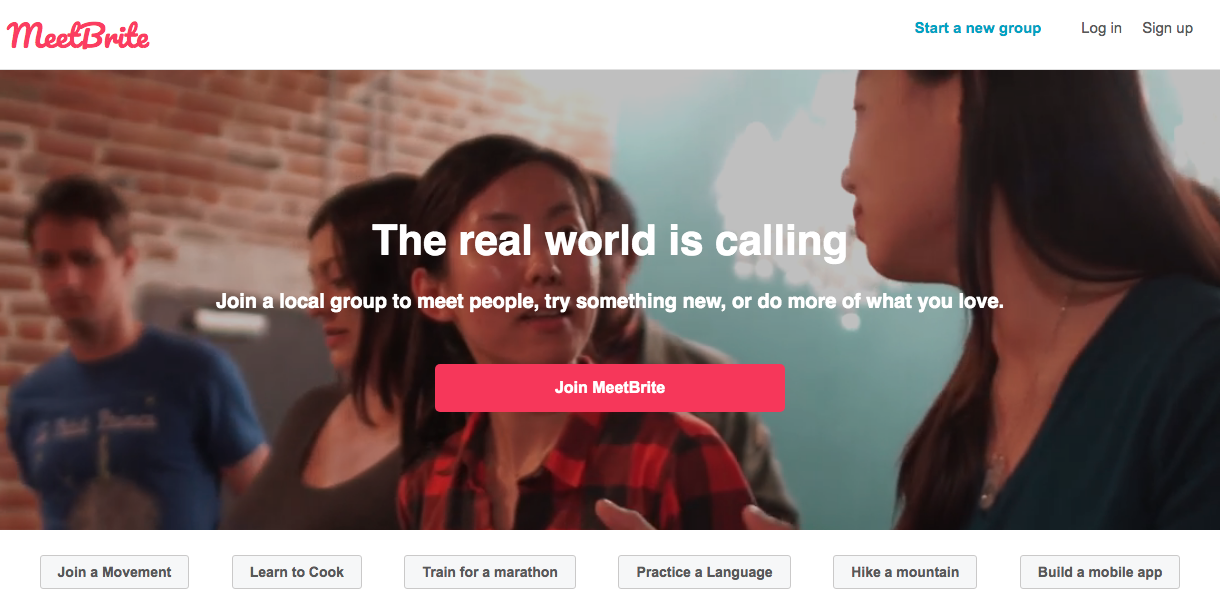 MeetBrite
Start a new group
Log in
Sign up
The real world is calling
Join a local group to meet people, try something new, or do more of what you love.
Join MeetBrite
Join a Movement
Learn to Cook
Train for a marathon
Practice a Language
Hike a mountain
Build a mobile app